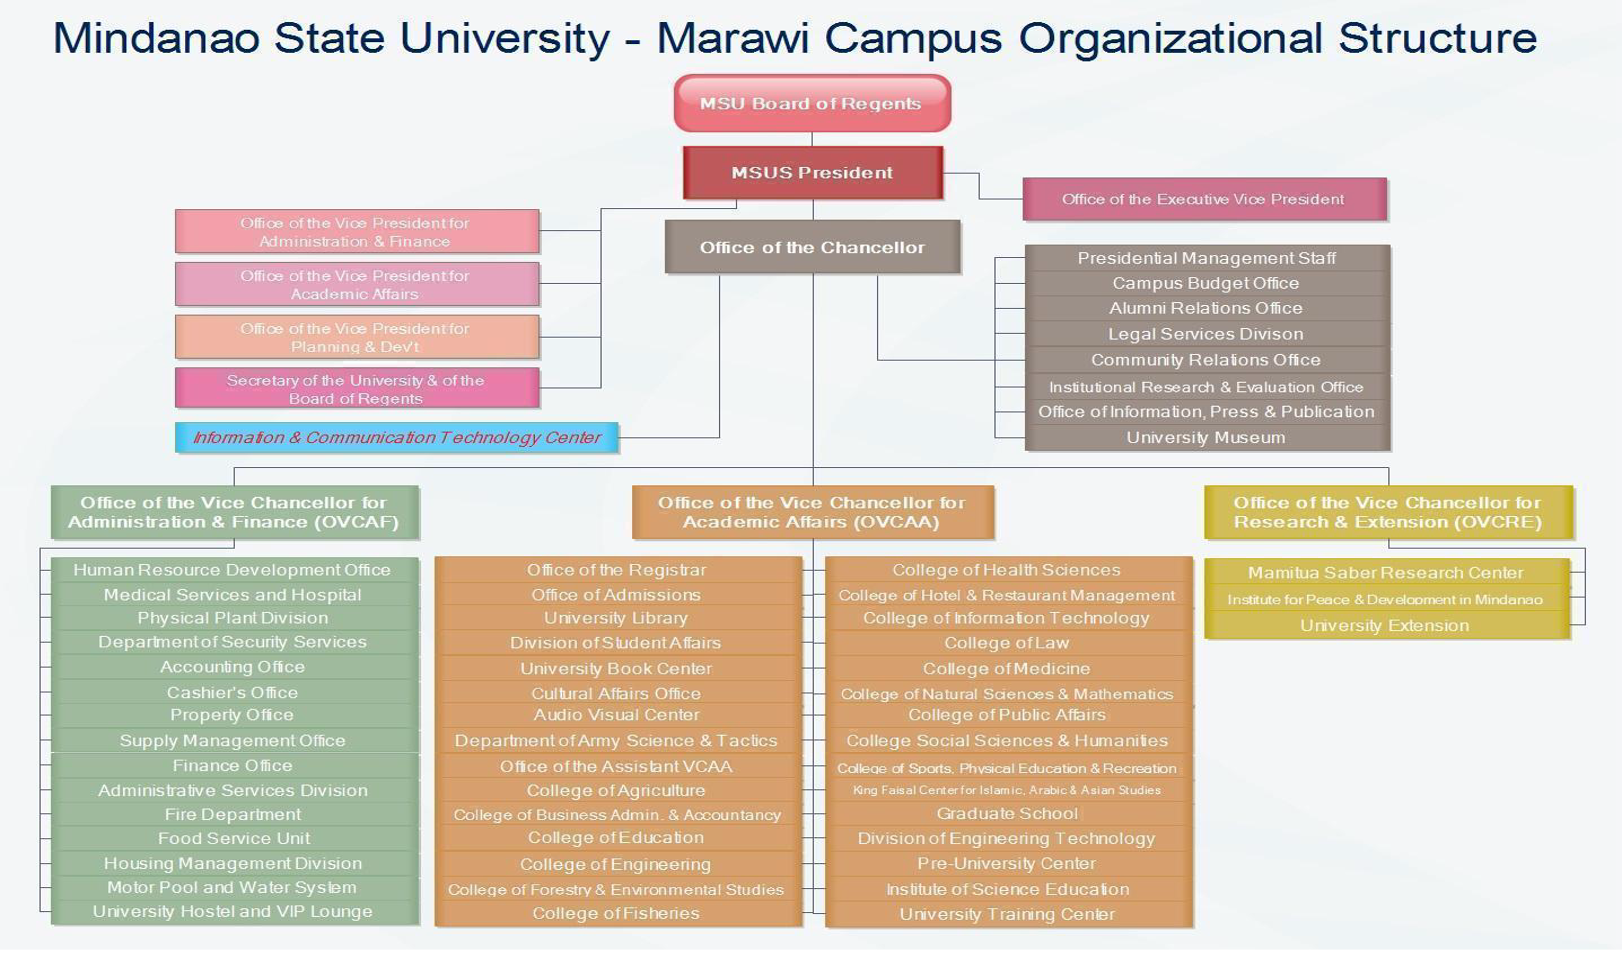 Mindanao State University - Marawi Campus Organizational Structure
MSU Board of Regents
MSUS President
Office of the Executive Vice President
Office of the Vice President for
Administration & Finance
Office of the Vice President for
Academic Affairs
Office of the Vice President for
Planning & Dev't
Secretary of the University & of the
Board of Regents
Information & Communication Technology Center
Office of the Chancellor
Presidential Management Staff
Campus Budget Office
Alumni Relations Office
Legal Services Divison
Community Relations Office
Institutional Research & Evaluation Office
Office of Information, Press & Publication
University Museum
Office of the Vice Chancellor for
Administration & Finance (OVCAF)
Human Resource Development Office
Medical Services and Hospital
Physical Plant Division
Department of Security Services
Accounting Office
Cashier's Office
Property Office
Supply Management Office
Finance Office
Administrative Services Division
Fire Department
Food Service Unit
Housing Management Division
Motor Pool and Water System
University Hostel and VIP Lounge
Office of the Vice Chancellor for
Academic Affairs (OVCAA)
Office of the Registrar
Office of Admissions
University Library
Division of Student Affairs
University Book Center
Cultural Affairs Office
Audio Visual Center
Department of Army Science & Tactics
Office of the Assistant VCAA
College of Agriculture
College of Business Admin. & Accountancy
College of Education
College of Engineering
College of Forestry & Environmental Studies
College of Fisheries
College of Health Sciences
College of Hotel & Restaurant Management
College of Information Technology
College of Law
College of Medicine
College of Natural Sciences & Mathematics
College of Public Affairs
College Social Sciences & Humanities
College of Sports, Physical Education & Recreation
King Faisal Center for Islamic, Arabic & Asian Studies
Graduate School
Division of Engineering Technology
Pre-University Center
Institute of Science Education
University Training Center
Office of the Vice Chancellor for
Research & Extension (OVCRE)
Mamitua Saber Research Center
Institute for Peace & Development in Mindanao
University Extension